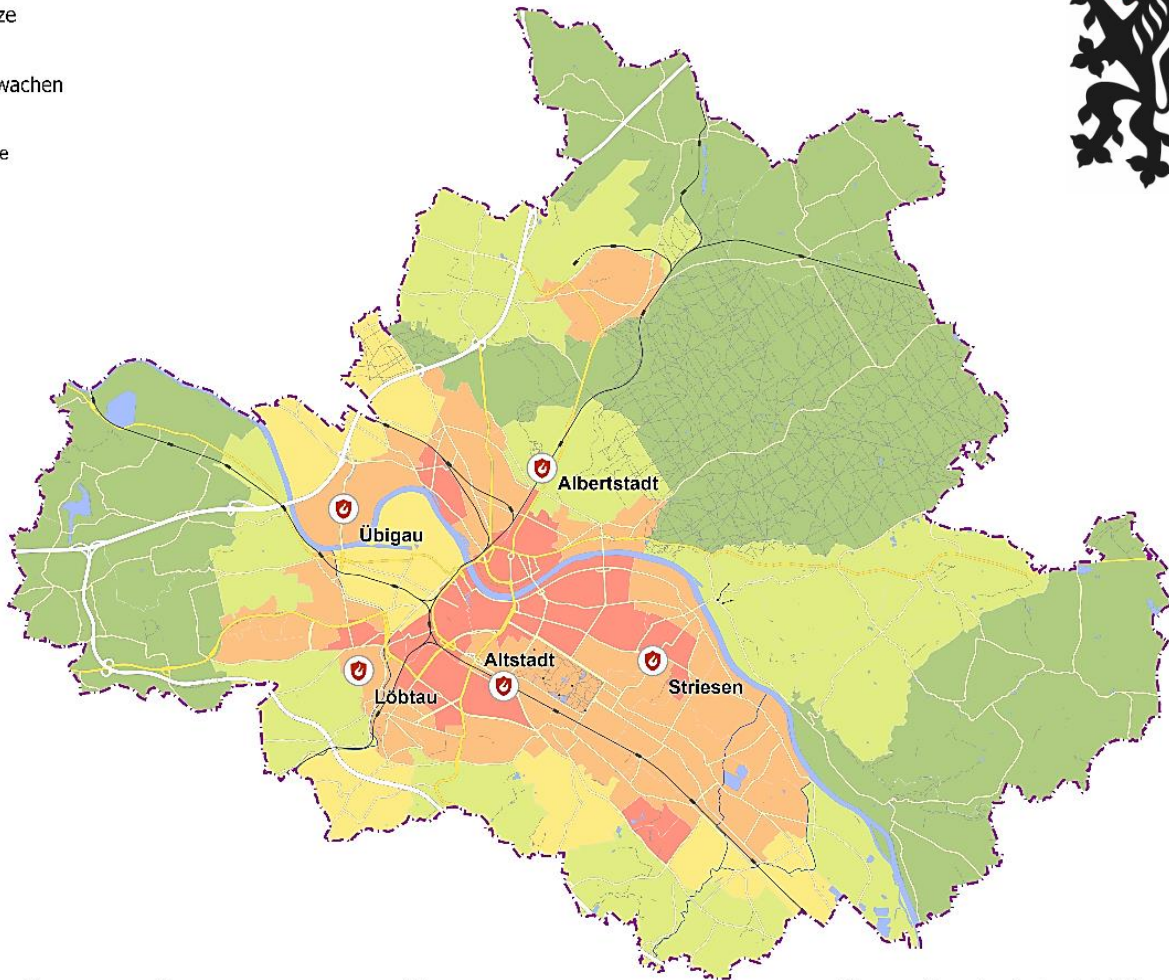 ze
wachen
e
Albertstadt
Übigau
Altstadt
Striesen
Löbtau